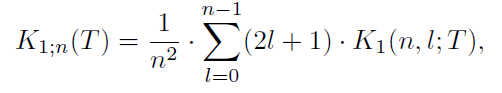 K_{1;n}(T) = \frac{1}{n^2} \cdot \sum_{l=0}^{n-1} (2l + 1) \cdot K_1(n, l; T),